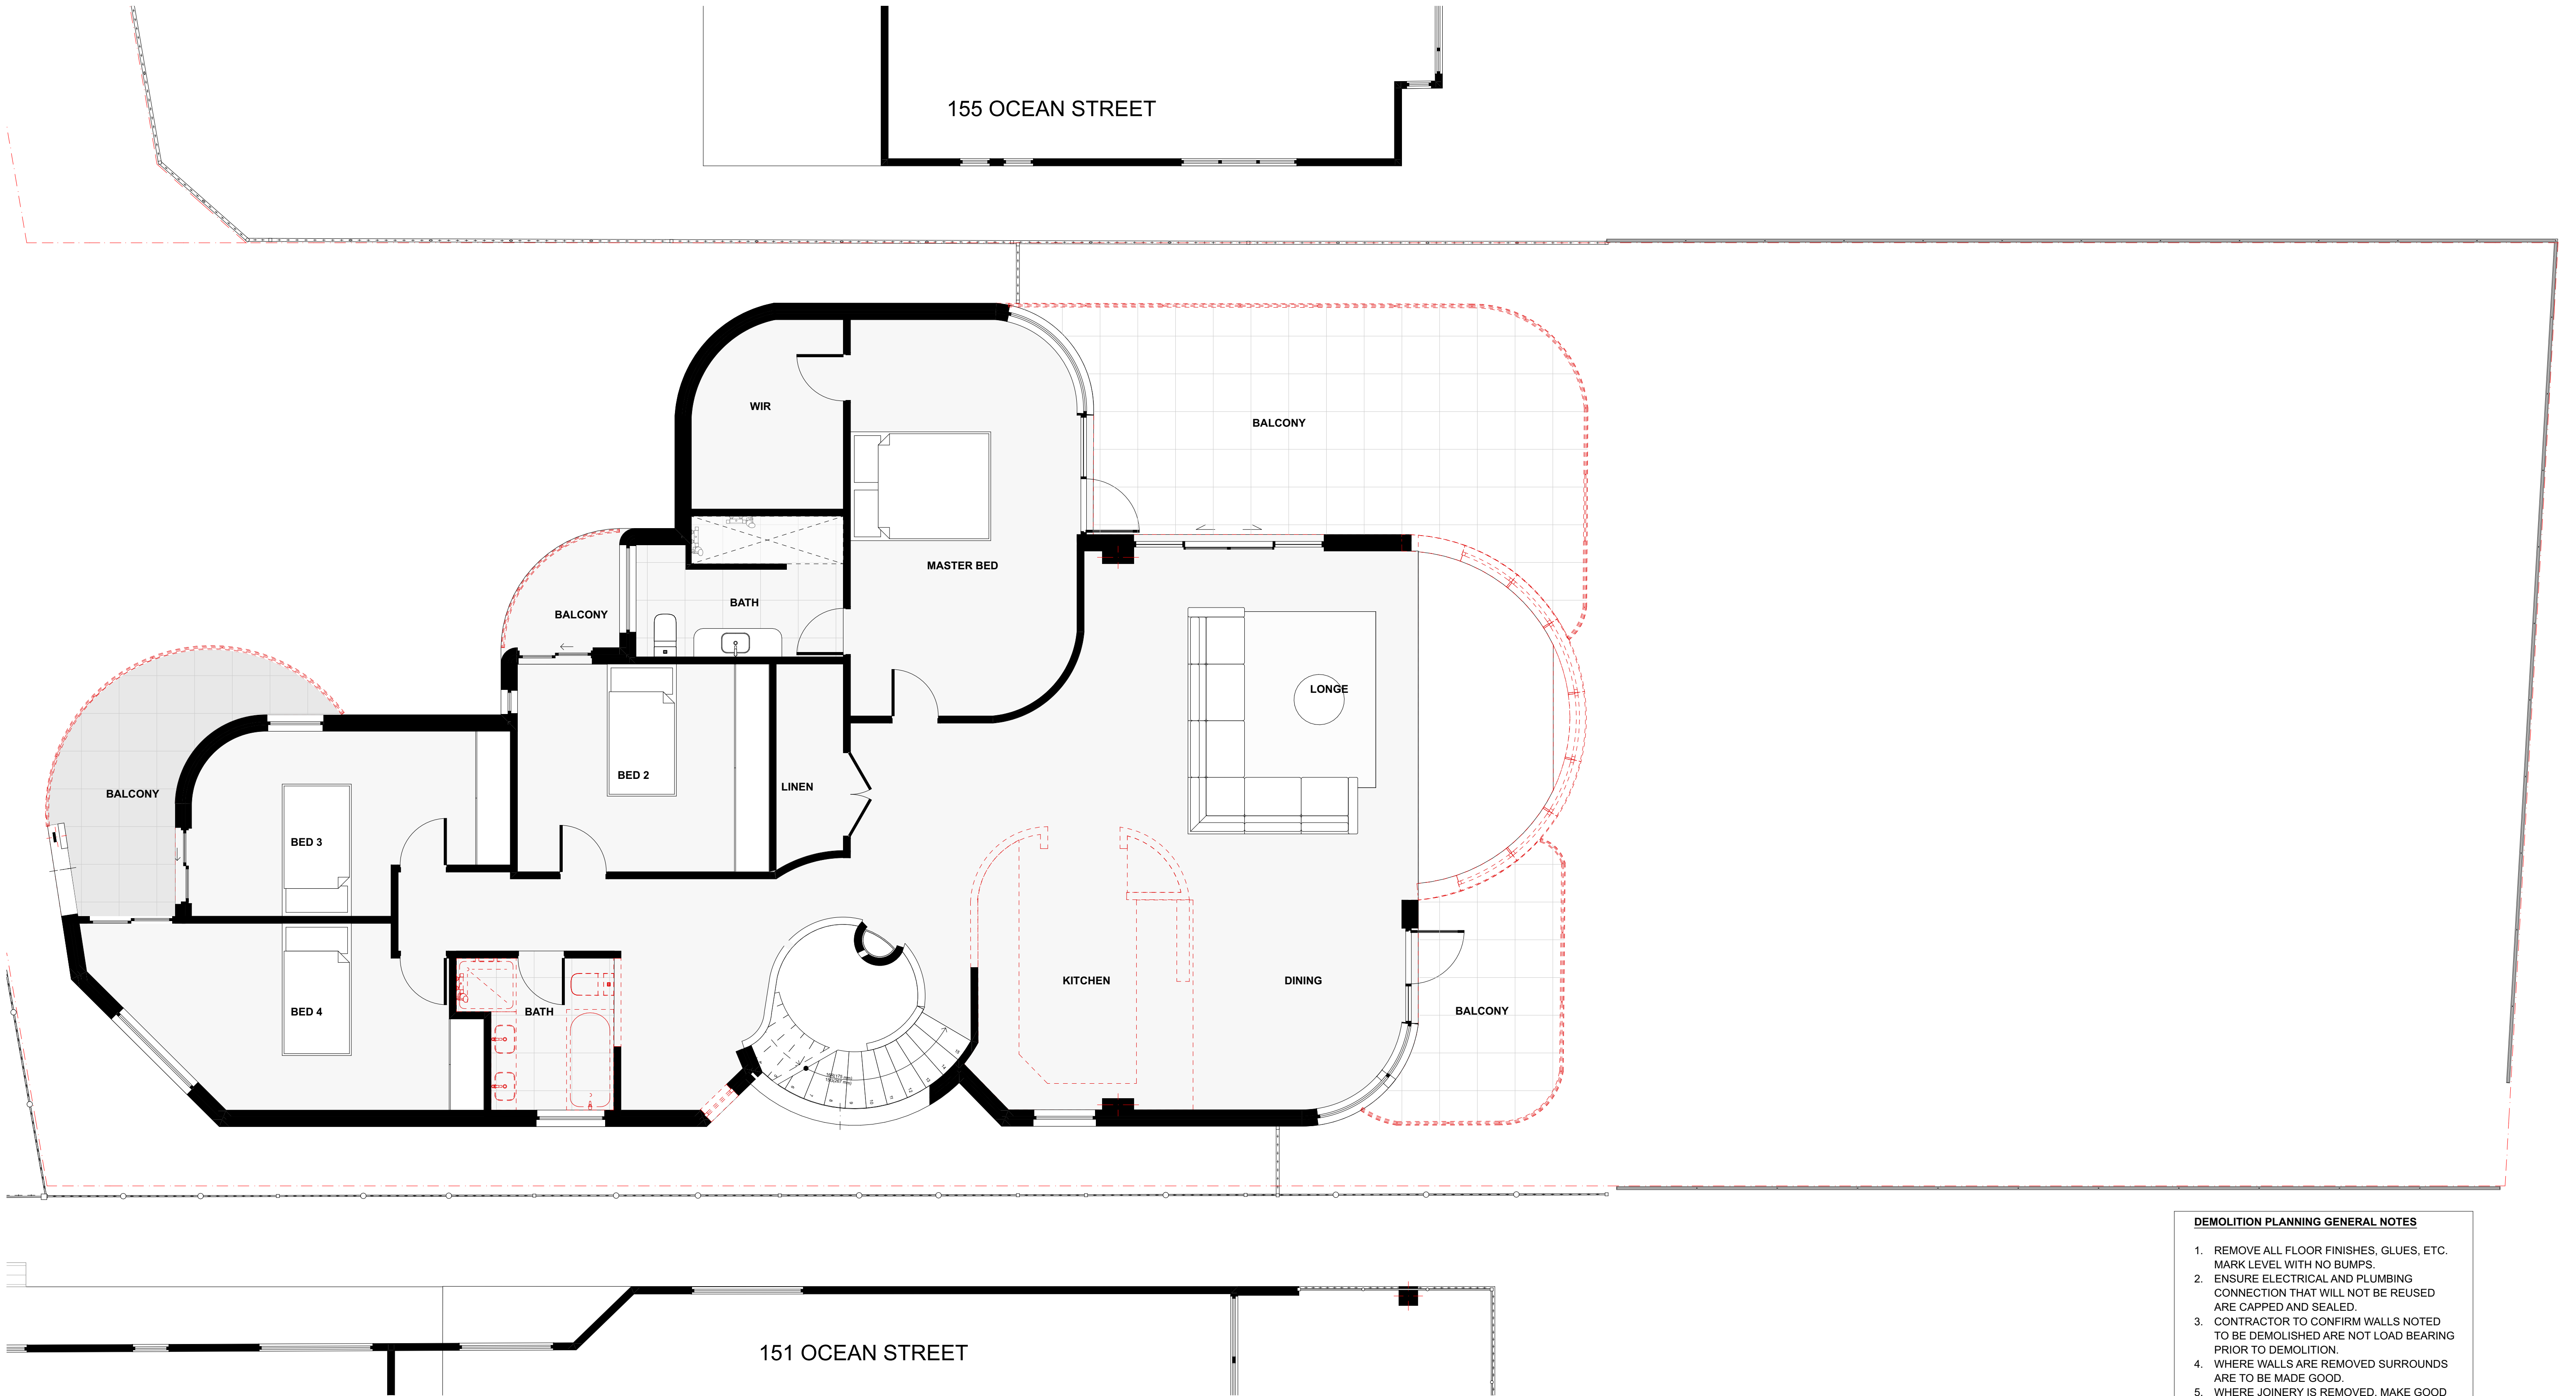 155 OCEAN STREET
WIR
BALCONY
MASTER BED
BATH
BALCONY
LONGE
BED 2
LINEN
BALCONY
BED 3
KITCHEN
DINING
BED 4
BATH
BALCONY
151 OCEAN STREET
DEMOLITION PLANNING GENERAL NOTES
1. REMOVE ALL FLOOR FINISHES, GLUES, ETC.
MARK LEVEL WITH NO BUMPS.
2. ENSURE ELECTRICAL AND PLUMBING
CONNECTION THAT WILL NOT BE REUSED
ARE CAPPED AND SEALED.
3. CONTRACTOR TO CONFIRM WALLS NOTED
TO BE DEMOLISHED ARE NOT LOAD BEARING
PRIOR TO DEMOLITION.
4. WHERE WALLS ARE REMOVED SURROUNDS
ARE TO BE MADE GOOD.
5. WHERE JOINERY IS REMOVED, MAKE GOOD